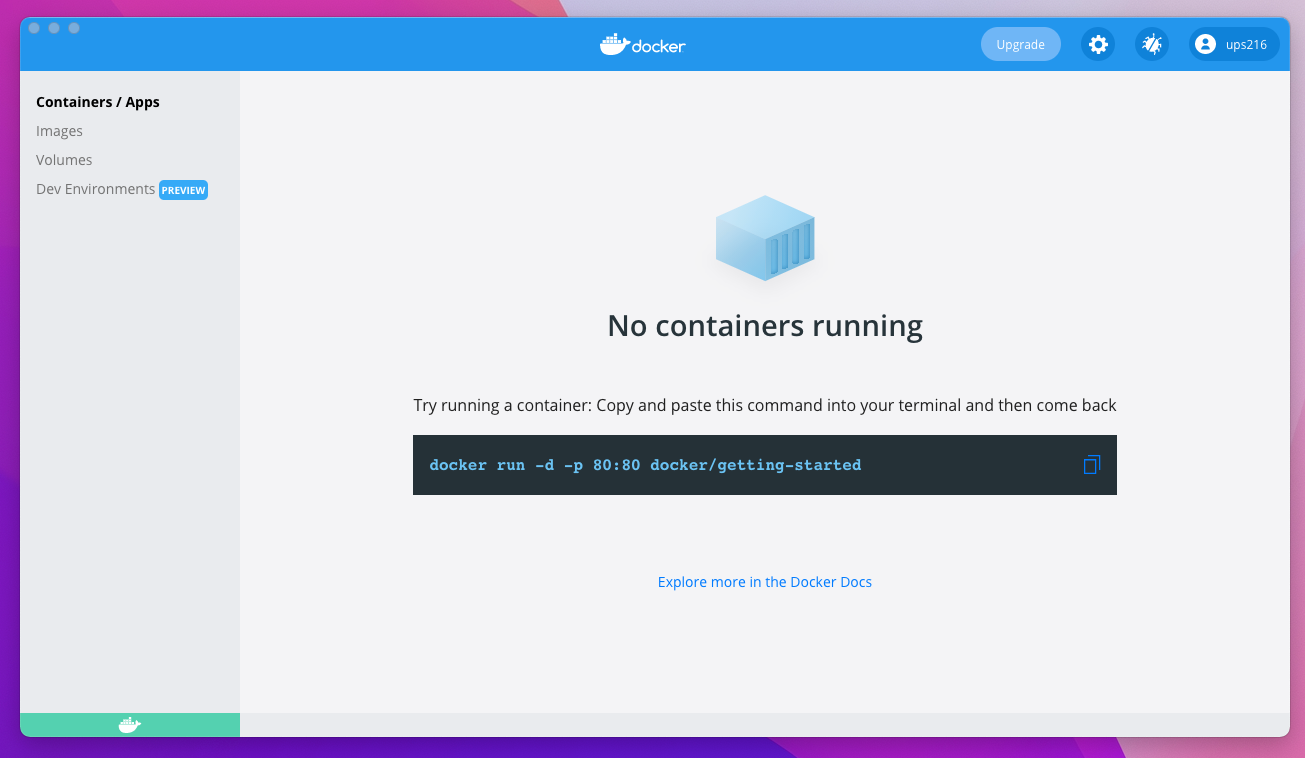 docker
Upgrade
ups216
Containers / Apps
Images
Volumes
Dev Environments PREVIEW
No containers running
Try running a container: Copy and paste this command into your terminal and then come back
docker run -d -p 80:80 docker/getting-started
Explore more in the Docker Docs